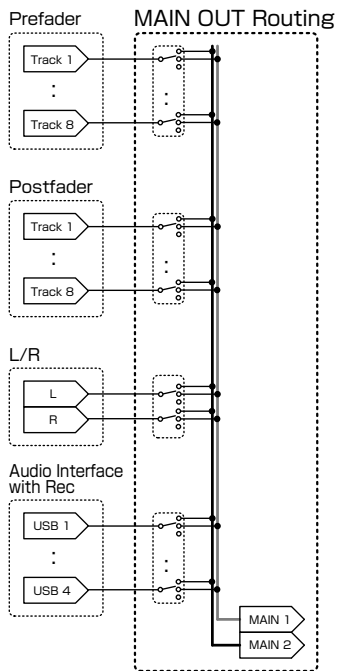 Prefader
MAIN OUT Routing
Track 1
:
:
Track 8
Postfader
Track 1
:
:
Track 8
L/R
L
R
Audio Interface
with Rec
USB 1
:
:
USB 4
MAIN 1
MAIN 2